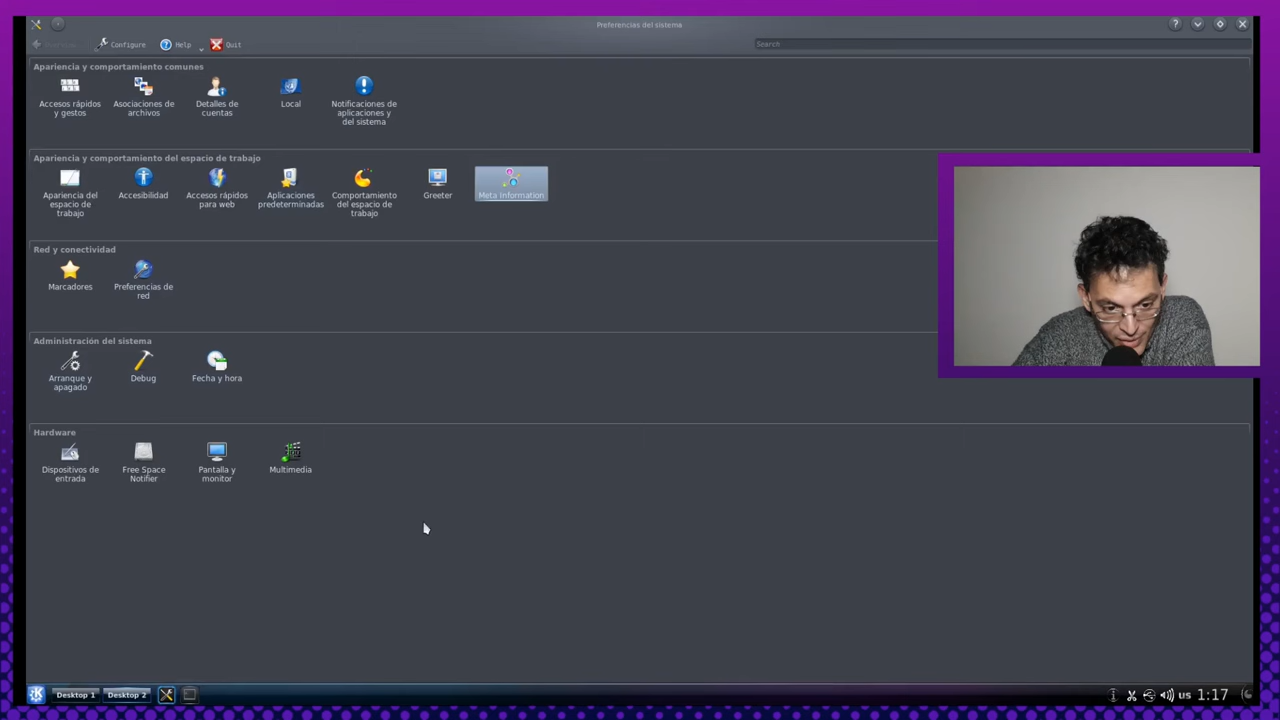 Preferencias del sistema
Configure Help Quit
Search
Apariencia y comportamiento comunes
Accesos rápidos y gestos
Asociaciones de archivos
Detalles de cuentas
Local
Notificaciones de aplicaciones y del sistema
Apariencia y comportamiento del espacio de trabajo
Apariencia del espacio de trabajo
Accesibilidad
Accesos rápidos para web
Aplicaciones predeterminadas
Comportamiento del espacio de trabajo
Greeter
Meta Information
Red y conectividad
Marcadores
Preferencias de red
Administración del sistema
Arranque y apagado
Debug
Fecha y hora
Hardware
Dispositivos de entrada
Free Space Notifier
Pantalla y monitor
Multimedia
Desktop 1 Desktop 2 us 1:17